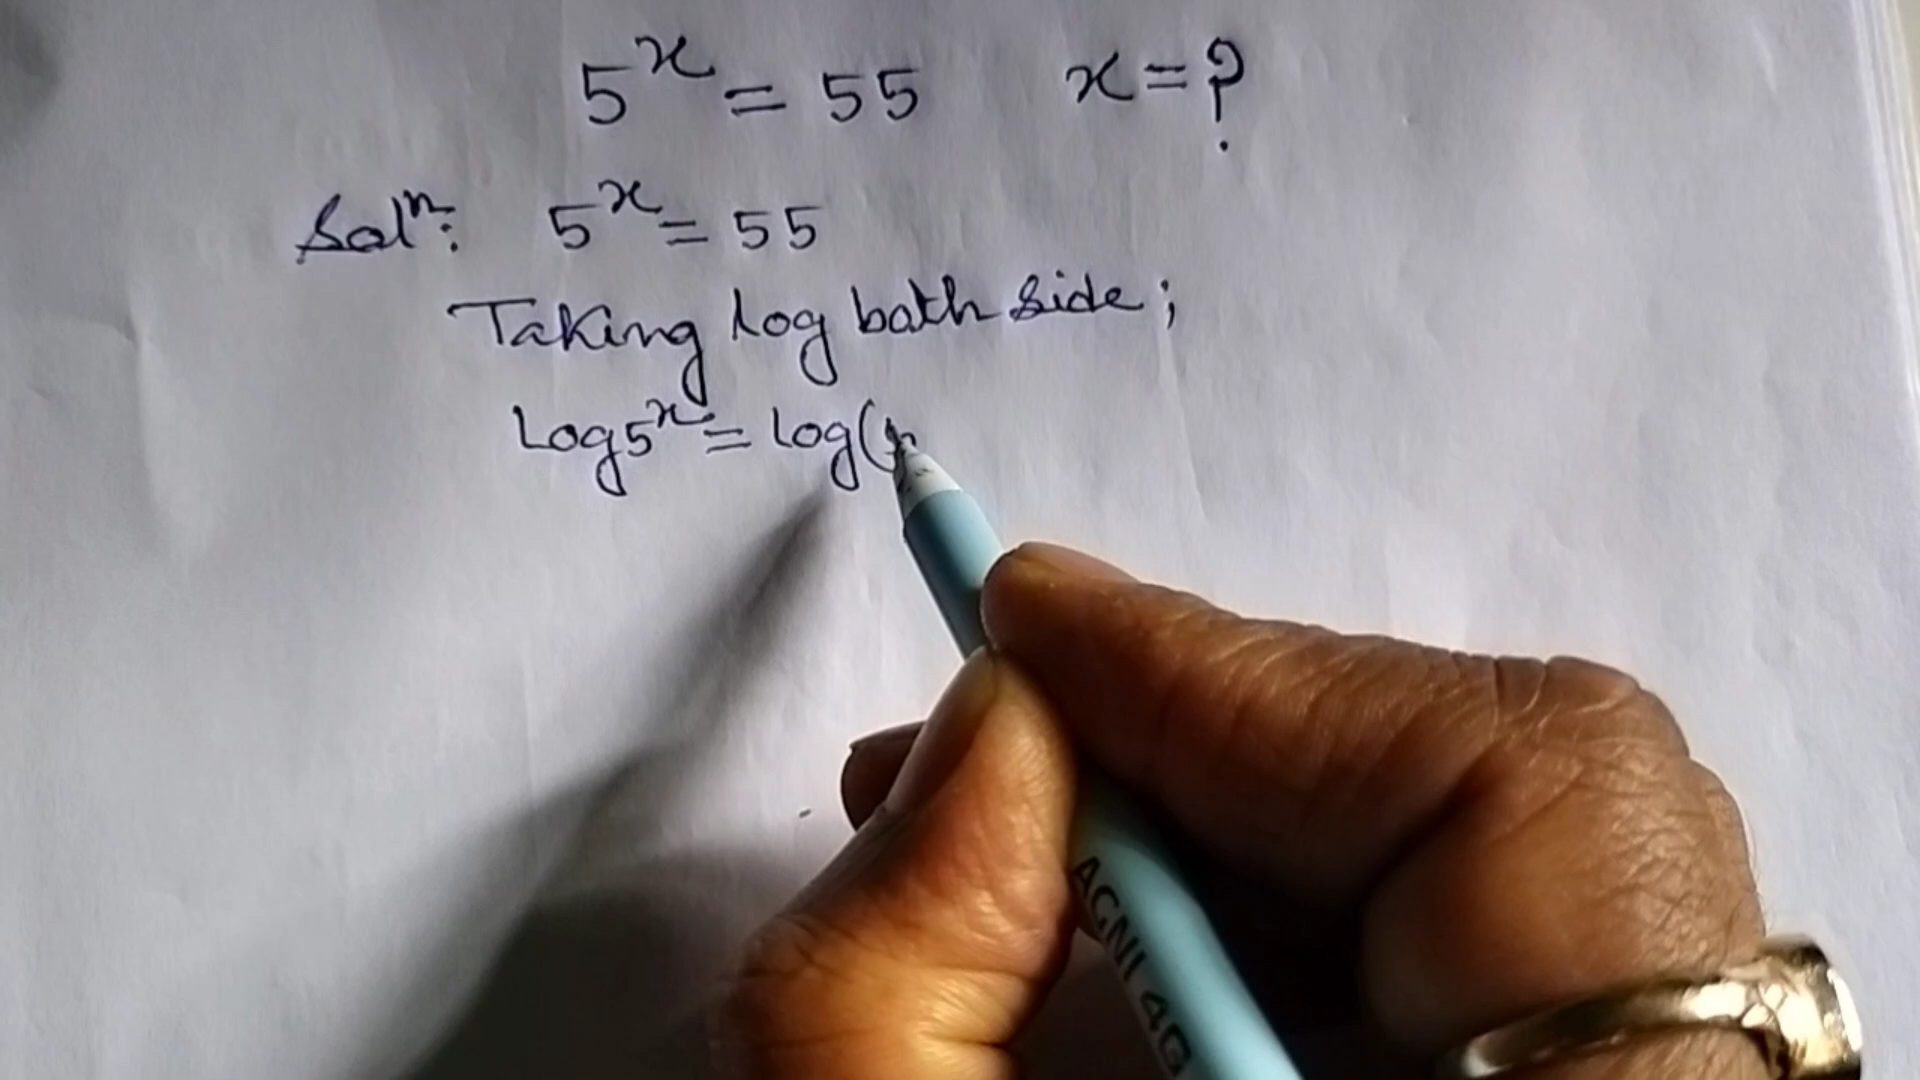 5^x = 55 x = ?
Solⁿ: 5^x = 55
Taking log bath side;
Log5^x = log(
AGNI 4G